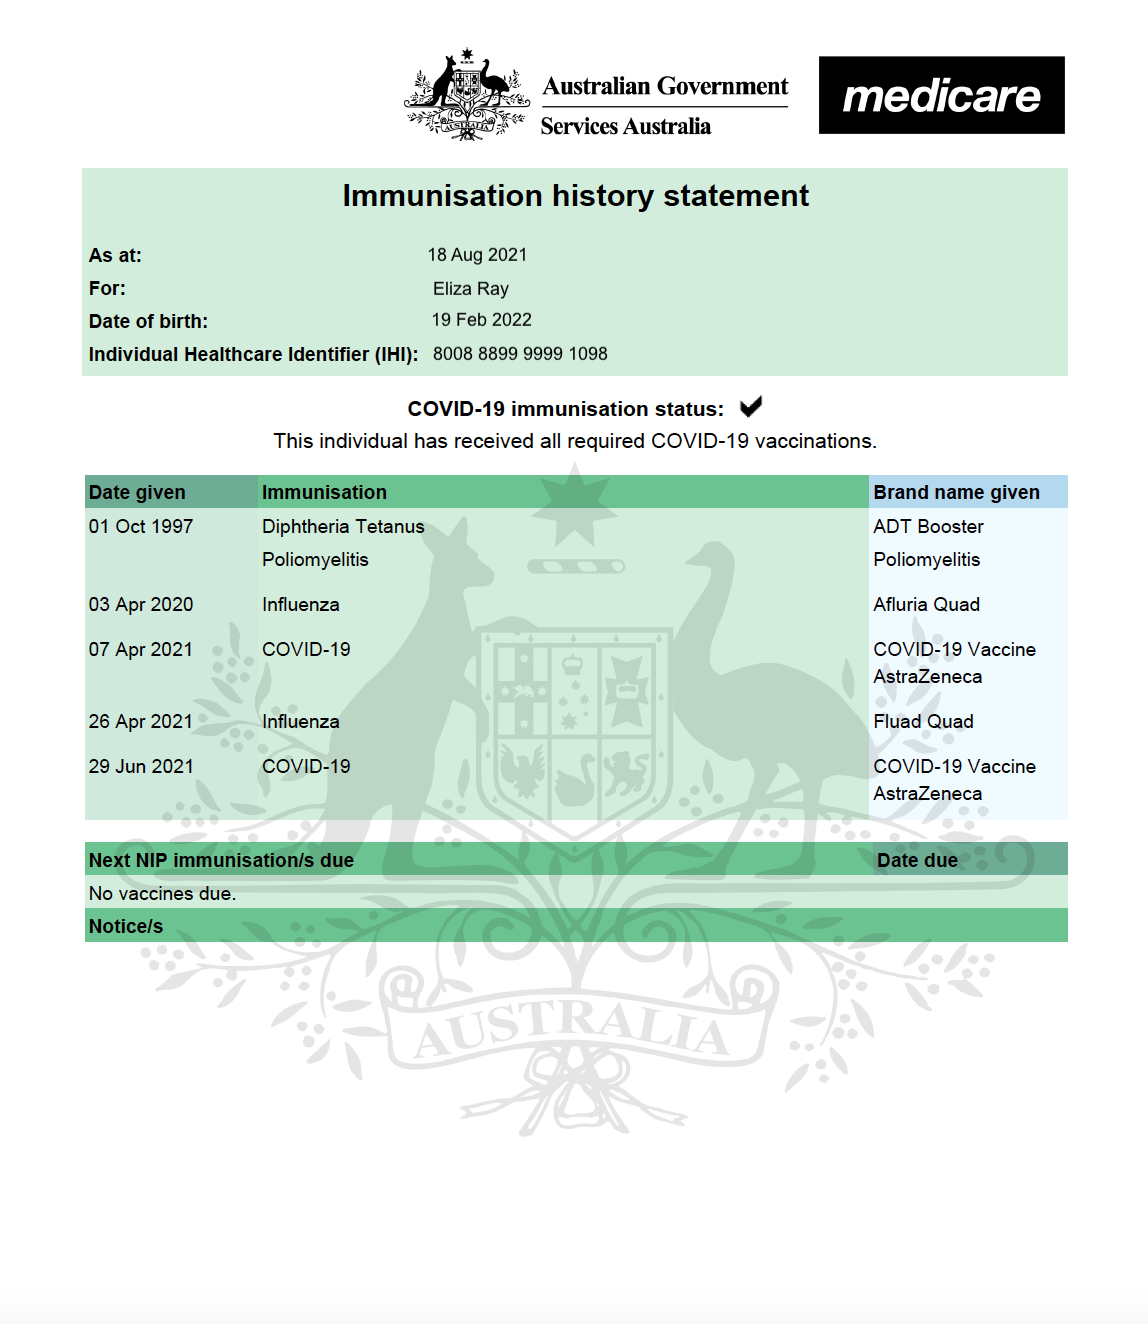 Australian Government
Services Australia
medicare
Immunisation history statement
As at: 18 Aug 2021
For: Eliza Ray
Date of birth: 19 Feb 2022
Individual Healthcare Identifier (IHI): 8008 8899 9999 1098
COVID-19 immunisation status:
This individual has received all required COVID-19 vaccinations.
Date given Immunisation Brand name given
01 Oct 1997 Diphtheria Tetanus ADT Booster
Poliomyelitis Poliomyelitis
03 Apr 2020 Influenza Afluria Quad
07 Apr 2021 COVID-19 COVID-19 Vaccine
AstraZeneca
26 Apr 2021 Influenza Fluad Quad
29 Jun 2021 COVID-19 COVID-19 Vaccine
AstraZeneca
Next NIP immunisation/s due Date due
No vaccines due.
Notice/s
AUSTRALIA